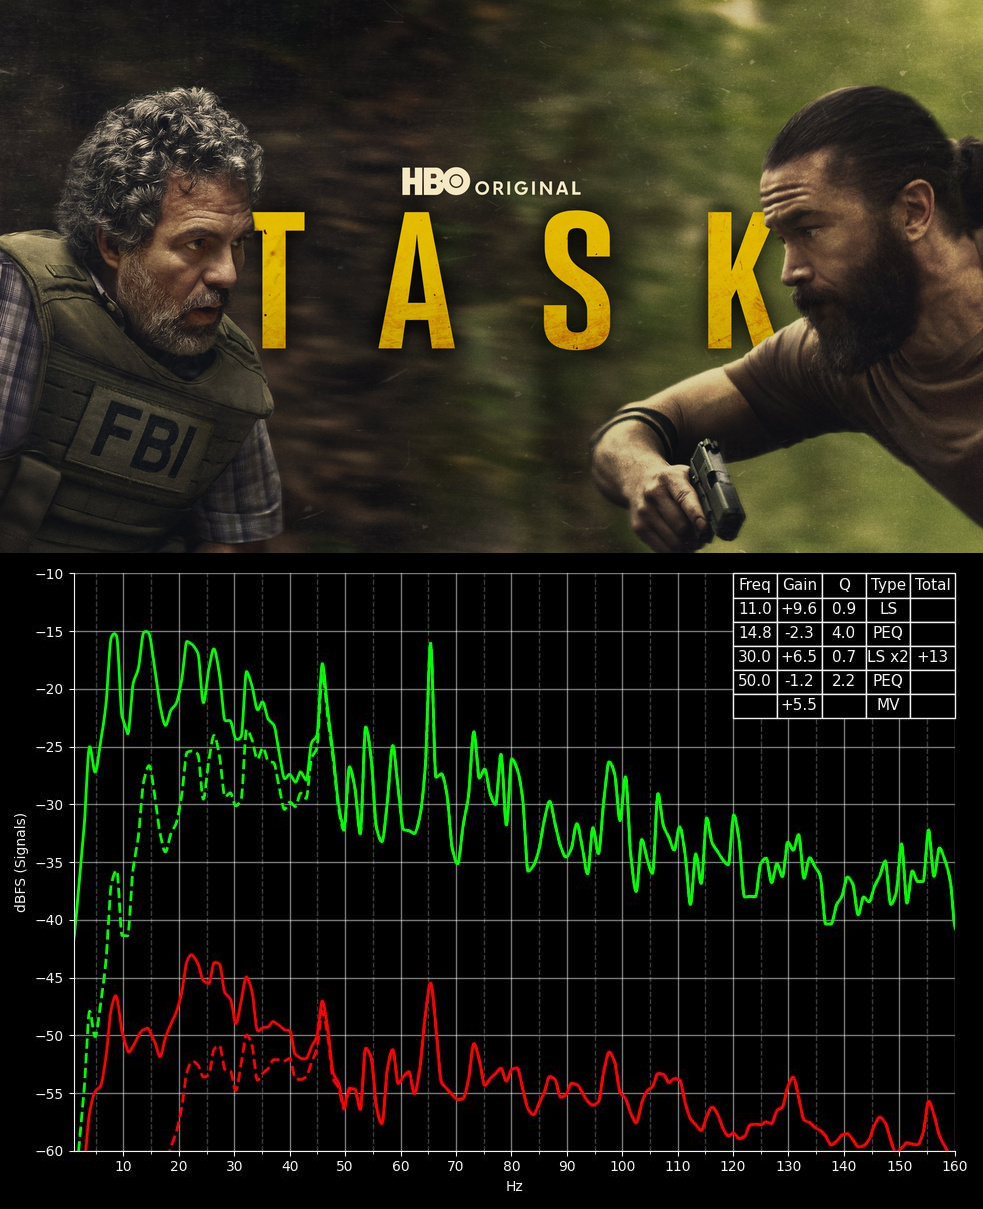 HBO ORIGINAL
TASK
FBI
Freq Gain Q Type Total
11.0 +9.6 0.9 LS
14.8 -2.3 4.0 PEQ
30.0 +6.5 0.7 LS x2 +13
50.0 -1.2 2.2 PEQ
+5.5 MV
−10
−15
−20
−25
−30
−35
−40
−45
−50
−55
−60
dBFS (Signals)
10 20 30 40 50 60 70 80 90 100 110 120 130 140 150 160
Hz